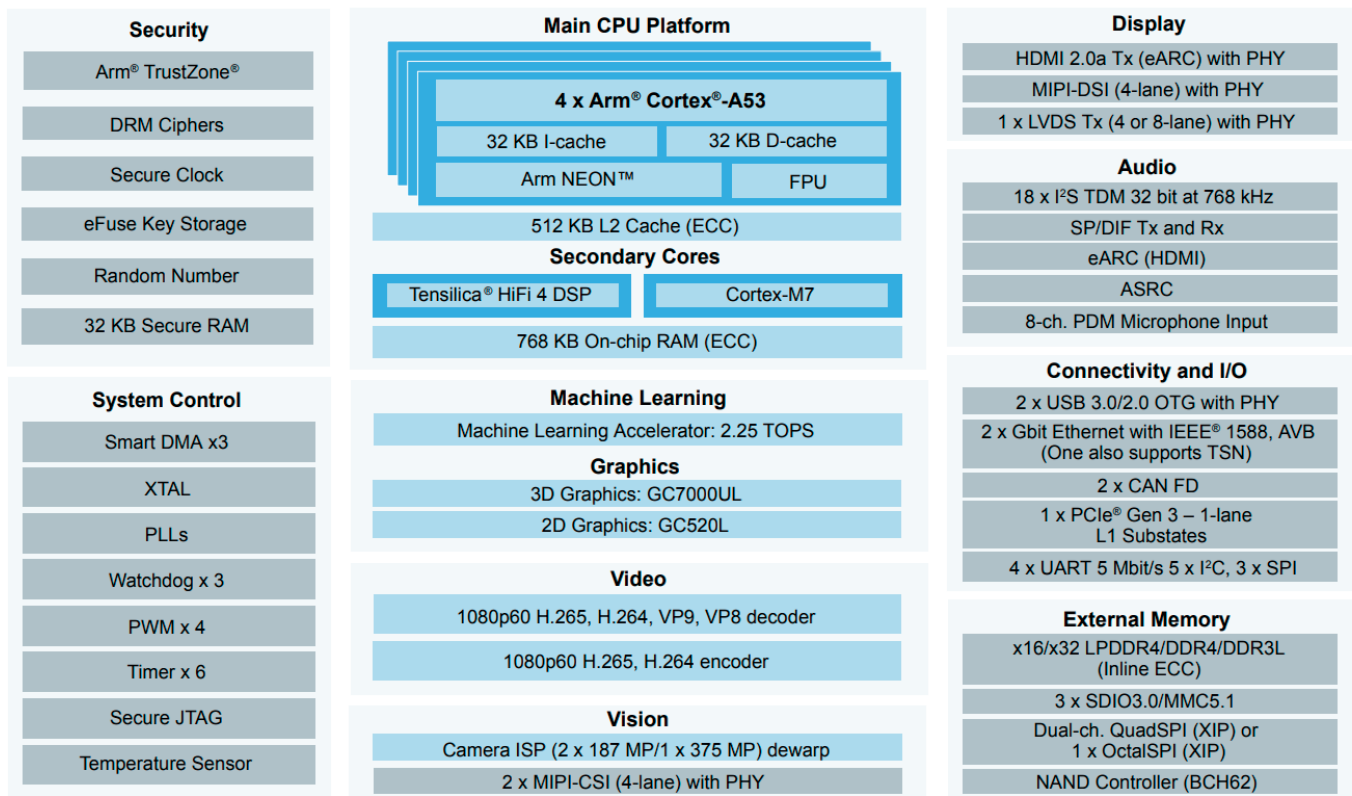 Security
Arm® TrustZone®
DRM Ciphers
Secure Clock
eFuse Key Storage
Random Number
32 KB Secure RAM
System Control
Smart DMA x3
XTAL
PLLs
Watchdog x 3
PWM x 4
Timer x 6
Secure JTAG
Temperature Sensor
Main CPU Platform
4 x Arm® Cortex®-A53
32 KB I-cache
32 KB D-cache
Arm NEON™
FPU
512 KB L2 Cache (ECC)
Secondary Cores
Tensilica® HiFi 4 DSP
Cortex-M7
768 KB On-chip RAM (ECC)
Machine Learning
Machine Learning Accelerator: 2.25 TOPS
Graphics
3D Graphics: GC7000UL
2D Graphics: GC520L
Video
1080p60 H.265, H.264, VP9, VP8 decoder
1080p60 H.265, H.264 encoder
Vision
Camera ISP (2 x 187 MP/1 x 375 MP) dewarp
2 x MIPI-CSI (4-lane) with PHY
Display
HDMI 2.0a Tx (eARC) with PHY
MIPI-DSI (4-lane) with PHY
1 x LVDS Tx (4 or 8-lane) with PHY
Audio
18 x I²S TDM 32 bit at 768 kHz
SP/DIF Tx and Rx
eARC (HDMI)
ASRC
8-ch. PDM Microphone Input
Connectivity and I/O
2 x USB 3.0/2.0 OTG with PHY
2 x Gbit Ethernet with IEEE® 1588, AVB
(One also supports TSN)
2 x CAN FD
1 x PCIe® Gen 3 – 1-lane
L1 Substates
4 x UART 5 Mbit/s 5 x I²C, 3 x SPI
External Memory
x16/x32 LPDDR4/DDR4/DDR3L
(Inline ECC)
3 x SDIO3.0/MMC5.1
Dual-ch. QuadSPI (XIP) or
1 x OctalSPI (XIP)
NAND Controller (BCH62)